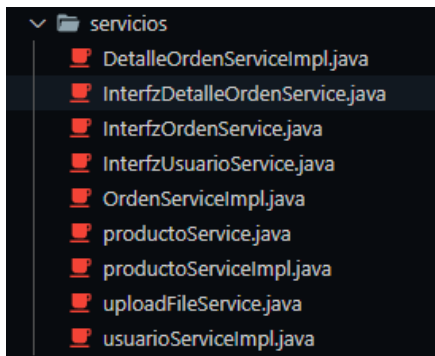 servicios
DetalleOrdenServiceImpl.java
InterfzDetalleOrdenService.java
InterfzOrdenService.java
InterfzUsuarioService.java
OrdenServiceImpl.java
productoService.java
productoServiceImpl.java
uploadFileService.java
usuarioServiceImpl.java